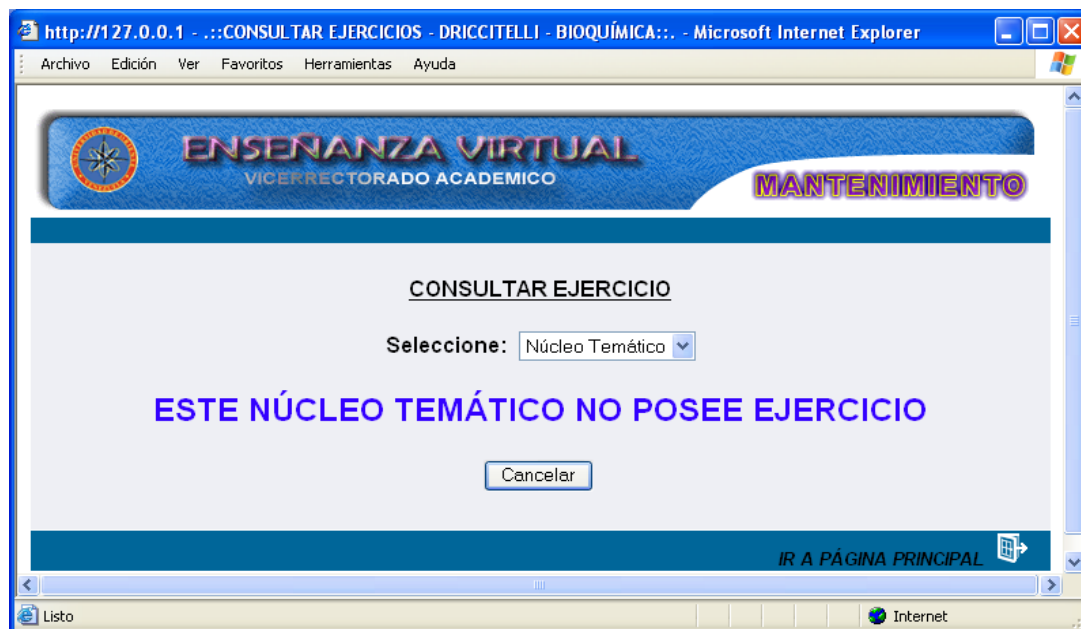 http://127.0.0.1 - .::CONSULTAR EJERCICIOS - DRICCITELLI - BIOQUÍMICA::. - Microsoft Internet Explorer
Archivo Edición Ver Favoritos Herramientas Ayuda
ENSEÑANZA VIRTUAL
VICERRECTORADO ACADEMICO
MANTENIMIENTO
CONSULTAR EJERCICIO
Seleccione: Núcleo Temático
ESTE NÚCLEO TEMÁTICO NO POSEE EJERCICIO
Cancelar
IR A PÁGINA PRINCIPAL
Listo Internet